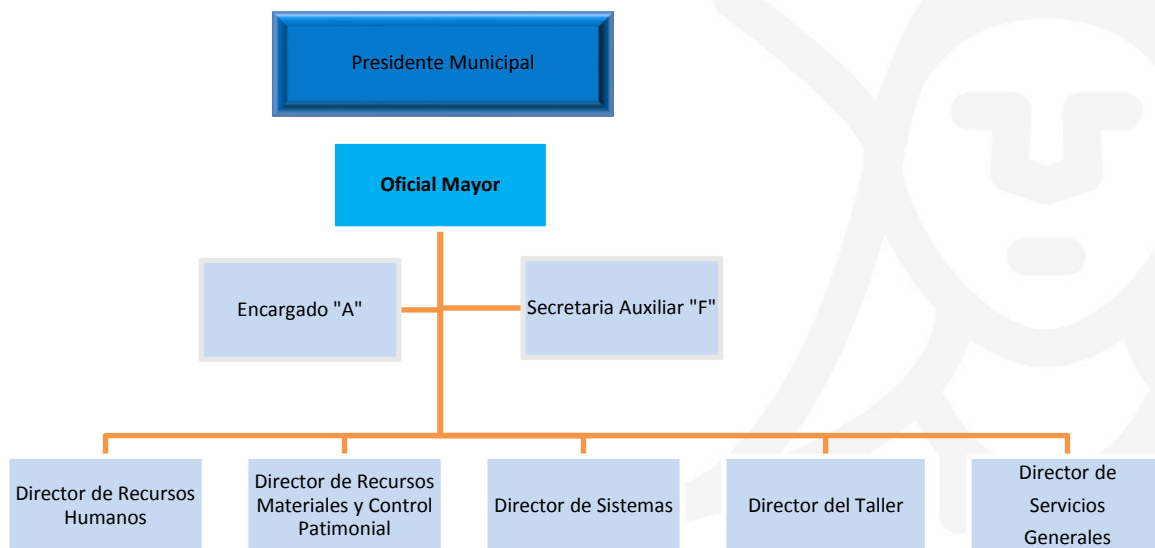 Presidente Municipal
Oficial Mayor
Encargado "A"
Secretaria Auxiliar "F"
Director de Recursos
Humanos
Director de Recursos
Materiales y Control
Patimonial
Director de Sistemas
Director del Taller
Director de
Servicios
Generales